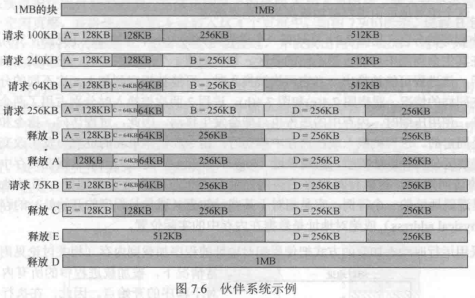 1MB的块 1MB
请求 100KB A = 128KB 128KB 256KB 512KB
请求 240KB A = 128KB 128KB B = 256KB 512KB
请求 64KB A = 128KB C = 64KB 64KB B = 256KB 512KB
请求 256KB A = 128KB C = 64KB 64KB B = 256KB D = 256KB 256KB
释放 B A = 128KB C = 64KB 64KB 256KB D = 256KB 256KB
释放 A 128KB C = 64KB 64KB 256KB D = 256KB 256KB
请求 75KB E = 128KB C = 64KB 64KB 256KB D = 256KB 256KB
释放 C E = 128KB 128KB 256KB D = 256KB 256KB
释放 E 512KB D = 256KB 256KB
释放 D 1MB
图 7.6 伙伴系统示例